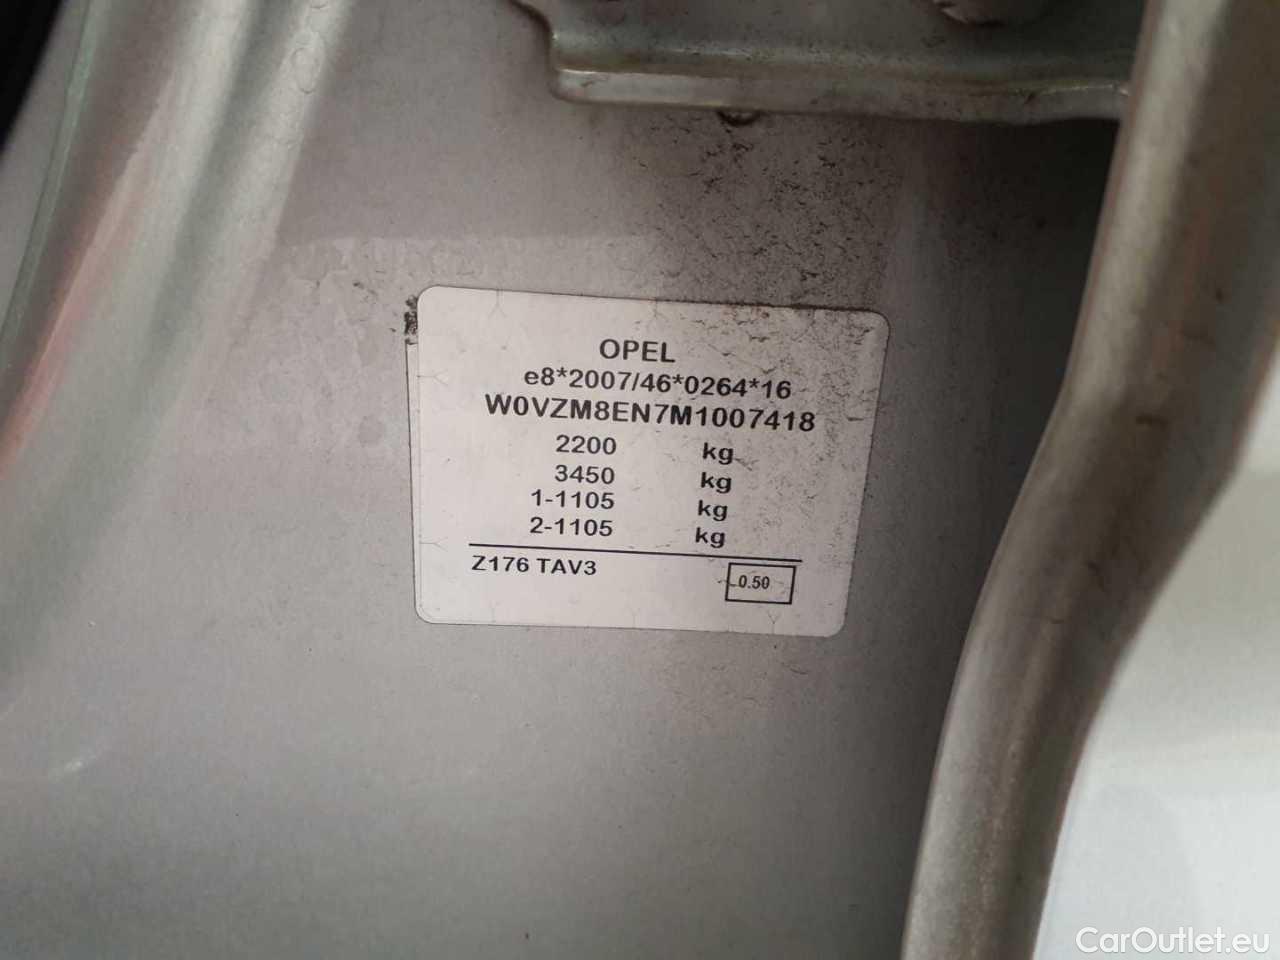 OPEL
e8*2007/46*0264*16
W0VZM8EN7M1007418
2200 kg
3450 kg
1-1105 kg
2-1105 kg
Z176 TAV3 0.50
CarOutlet.eu